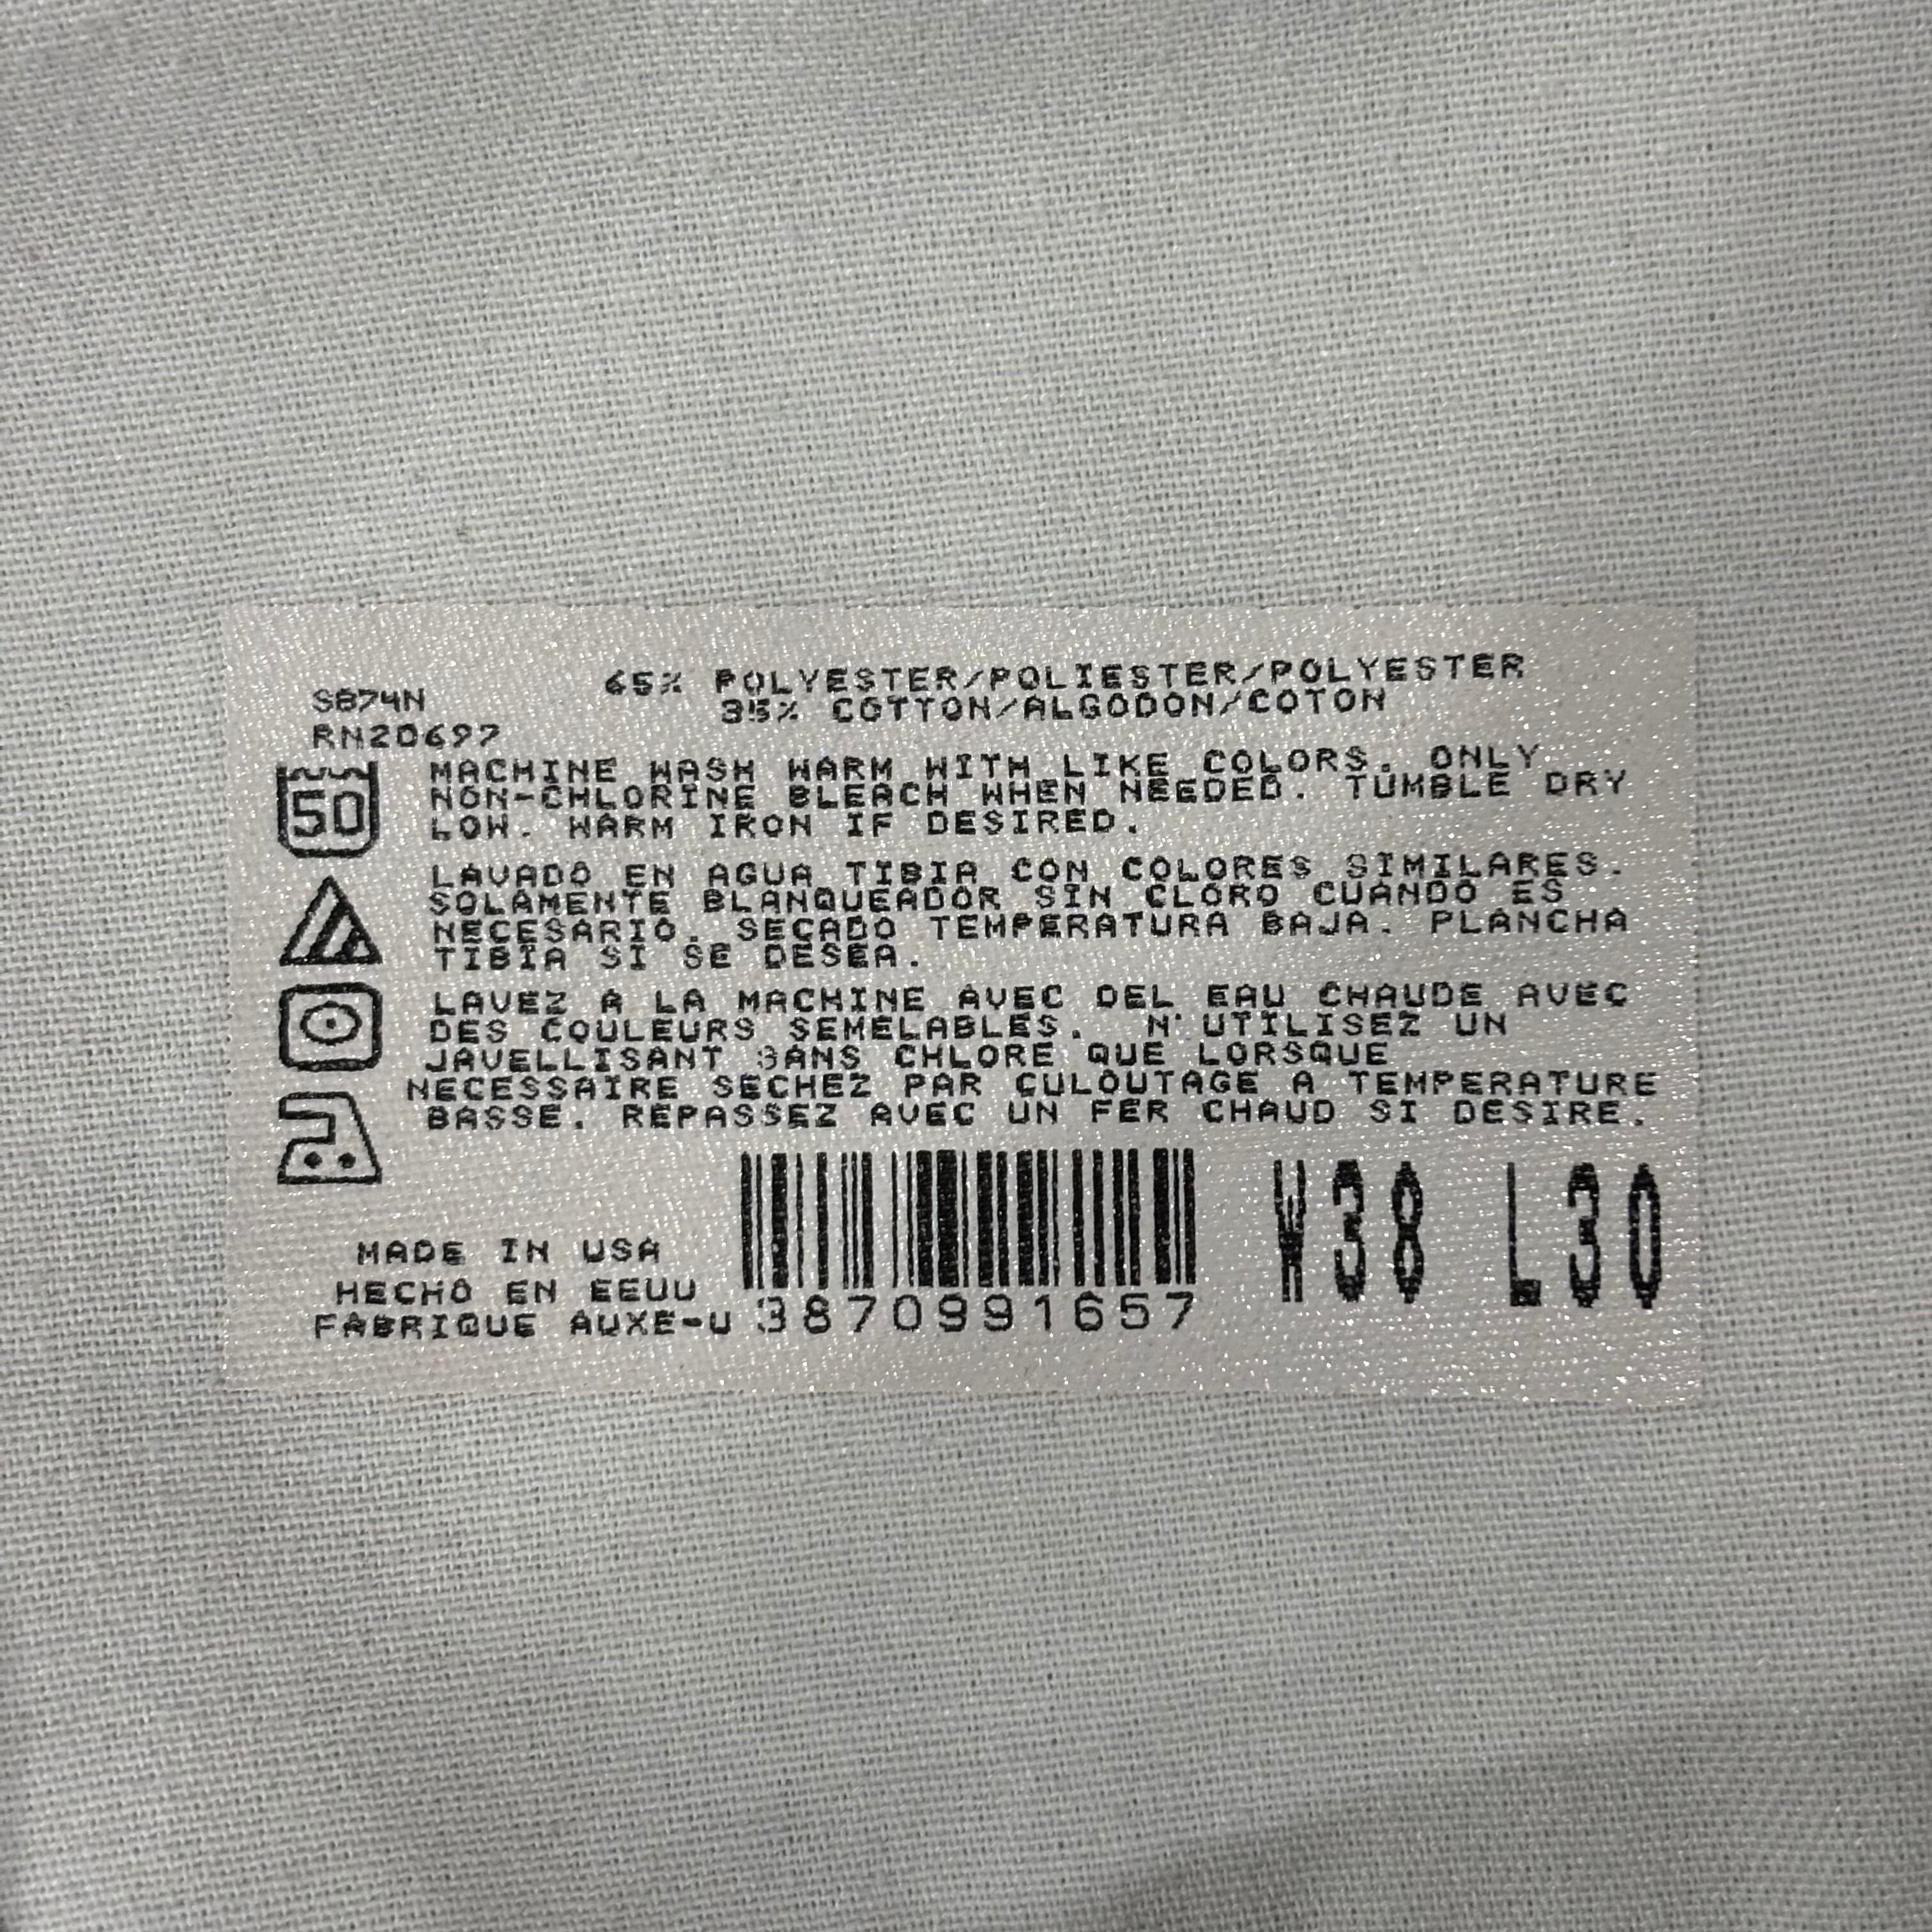 S874N
RN20697
65% POLYESTER/POLIESTER/POLYESTER
35% COTTON/ALGODON/COTON
50
MACHINE WASH WARM WITH LIKE COLORS. ONLY
NON-CHLORINE BLEACH WHEN NEEDED. TUMBLE DRY
LOW. WARM IRON IF DESIRED.
LAVADO EN AGUA TIBIA CON COLORES SIMILARES.
SOLAMENTE BLANQUEADOR SIN CLORO CUANDO ES
NECESARIO. SECADO TEMPERATURA BAJA. PLANCHA
TIBIA SI SE DESEA.
LAVEZ A LA MACHINE AVEC DEL EAU CHAUDE AVEC
DES COULEURS SEMELABLES. N'UTILISEZ UN
JAVELLISANT SANS CHLORE QUE LORSQUE
NECESSAIRE SECHEZ PAR CULOUTAGE A TEMPERATURE
BASSE. REPASSEZ AVEC UN FER CHAUD SI DESIRE.
MADE IN USA
HECHO EN EEUU
FABRIQUE AUXE-U
3870991657
W38 L30